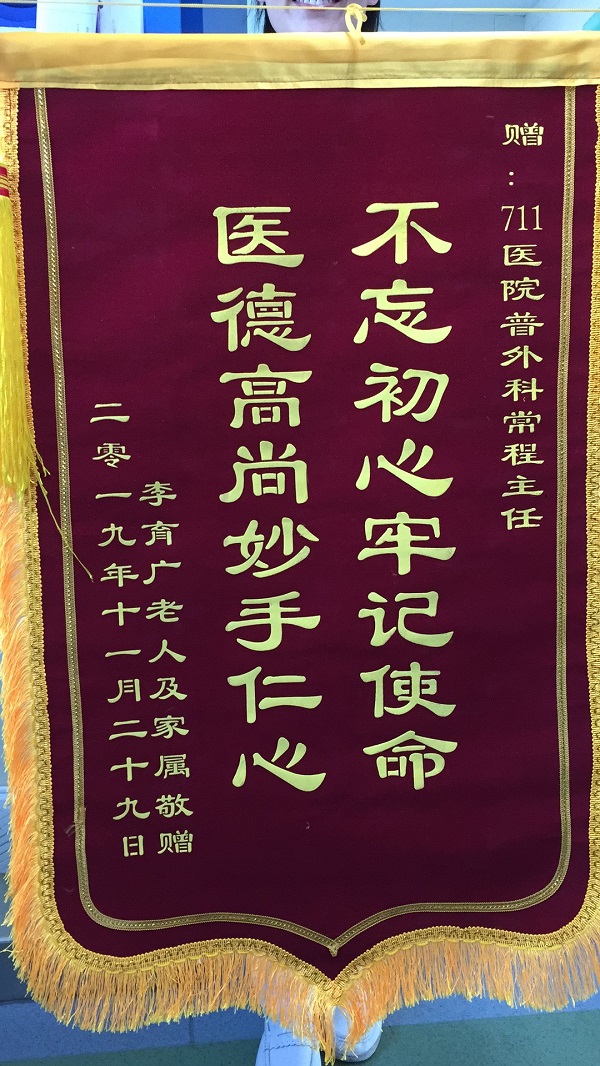 赠：711医院普外科常程主任
不忘初心牢记使命
医德高尚妙手仁心
李育广老人及家属敬赠
二零一九年十一月二十九日